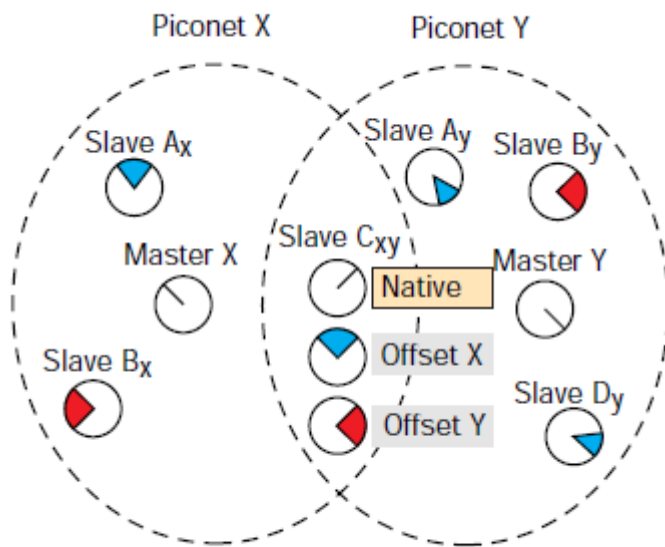 Piconet X
Piconet Y
Slave Ax
Slave Ay
Slave By
Master X
Slave Cxy
Native
Master Y
Offset X
Slave Bx
Offset Y
Slave Dy